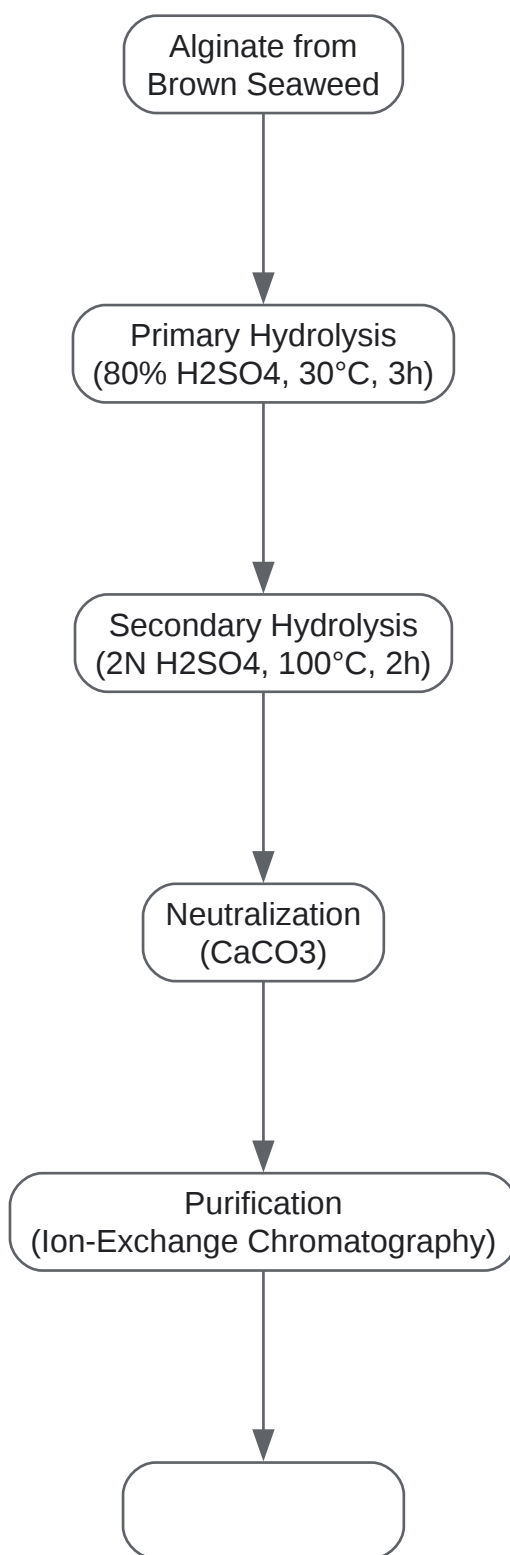 Alginate from
Brown Seaweed
Primary Hydrolysis
(80% H2SO4, 30°C, 3h)
Secondary Hydrolysis
(2N H2SO4, 100°C, 2h)
Neutralization
(CaCO3)
Purification
(Ion-Exchange Chromatography)